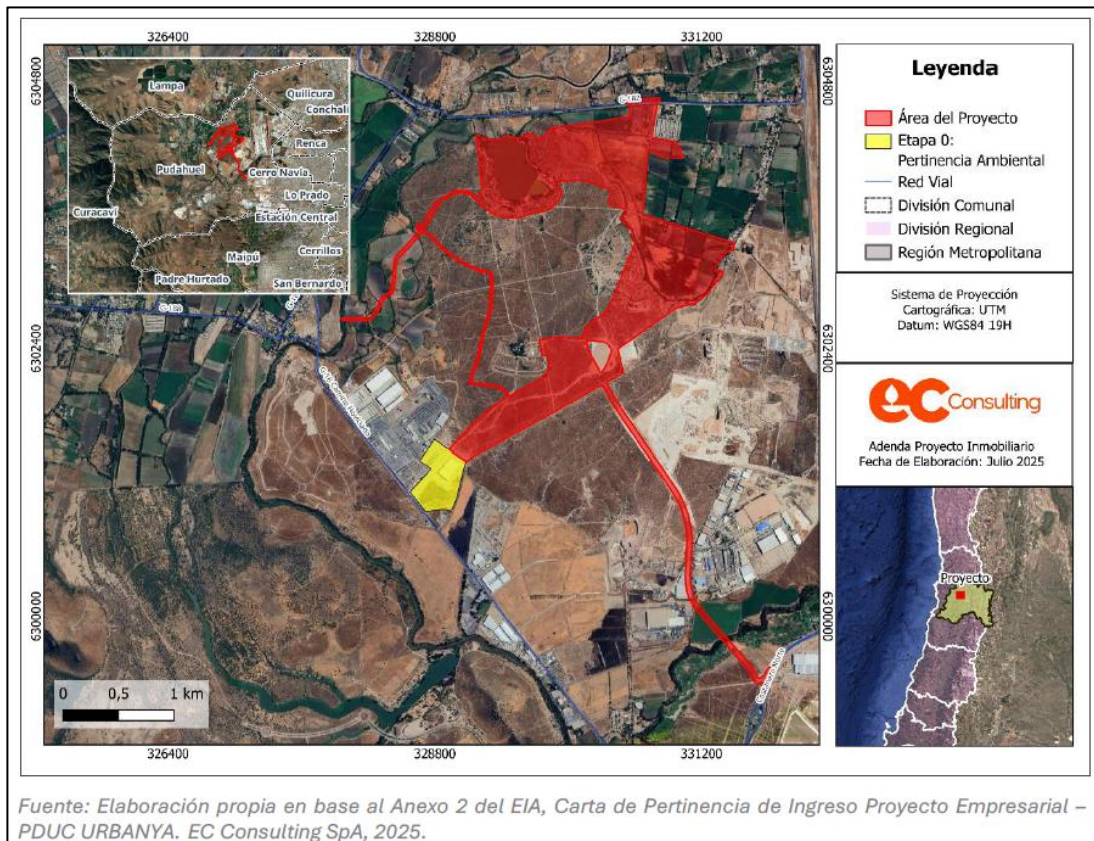 326400
328800
331200
6304800
6304800
Lampa
Quilicura
Conchalí
Renca
Pudahuel
Cerro Navia
Lo Prado
Curacaví
Estación Central
Cerrillos
Maipú
Padre Hurtado
San Bernardo
G-182
G-188
6302400
6302400
6300000
6300000
Costanera Norte
0 0,5 1 km
326400
328800
331200
Leyenda
Área del Proyecto
Etapa 0:
Pertinencia Ambiental
Red Vial
División Comunal
División Regional
Región Metropolitana
Sistema de Proyección
Cartográfica: UTM
Datum: WGS84 19H
ec Consulting
Adenda Proyecto Inmobiliario
Fecha de Elaboración: Julio 2025
Proyecto
Fuente: Elaboración propia en base al Anexo 2 del EIA, Carta de Pertinencia de Ingreso Proyecto Empresarial –
PDUC URBANYA. EC Consulting SpA, 2025.